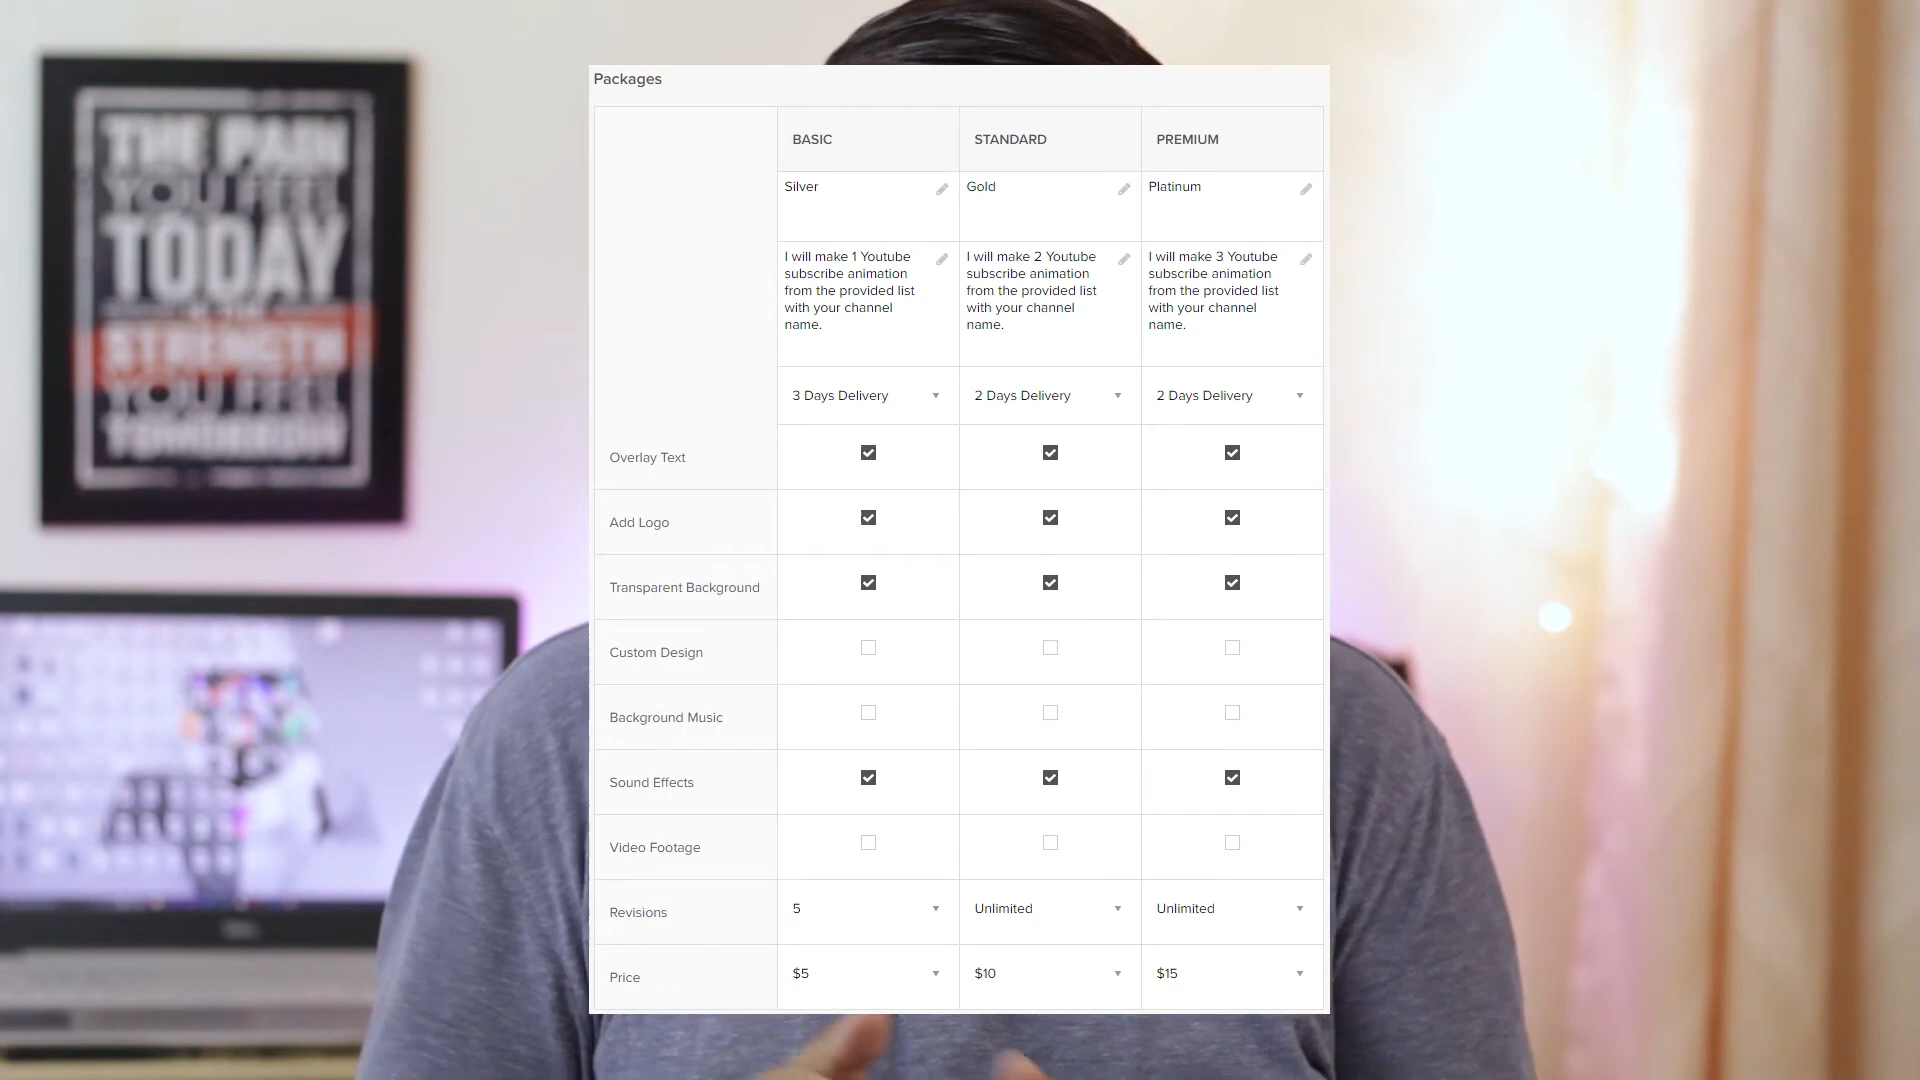 THE PAIN
YOU FEEL
TODAY
STRENGTH
YOU FEEL
TOMORROW
Packages
BASIC STANDARD PREMIUM
Silver Gold Platinum
I will make 1 Youtube
subscribe animation
from the provided list
with your channel
name.
I will make 2 Youtube
subscribe animation
from the provided list
with your channel
name.
I will make 3 Youtube
subscribe animation
from the provided list
with your channel
name.
3 Days Delivery 2 Days Delivery 2 Days Delivery
Overlay Text
Add Logo
Transparent Background
Custom Design
Background Music
Sound Effects
Video Footage
Revisions 5 Unlimited Unlimited
Price $5 $10 $15